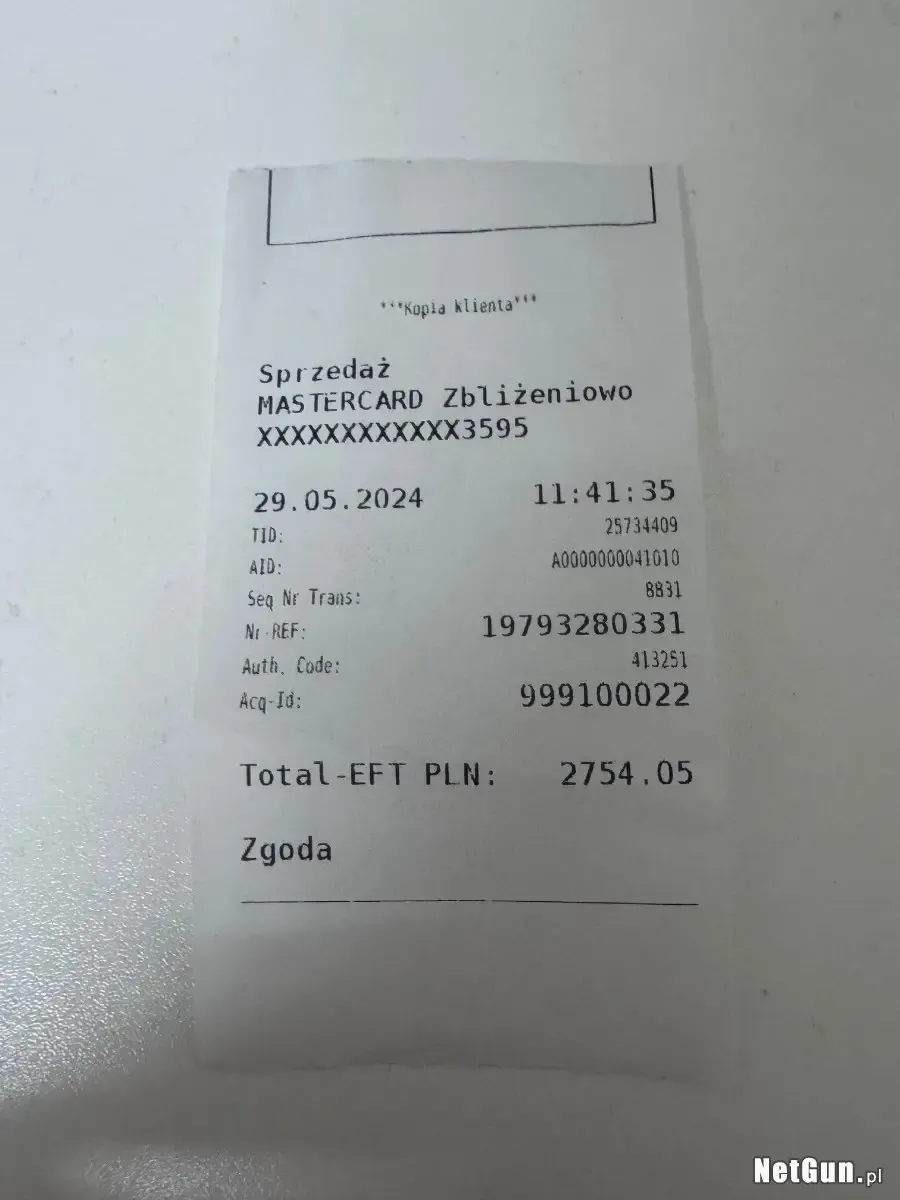 ***Kopia klienta***
Sprzedaż
MASTERCARD Zbliżeniowo
XXXXXXXXXXXX3595
29.05.2024 11:41:35
TID: 25734409
AID: A0000000041010
Seq Nr Trans: 8831
Nr-REF: 19793280331
Auth. Code: 413251
Acq-Id: 999100022
Total-EFT PLN: 2754.05
Zgoda
NetGun.pl